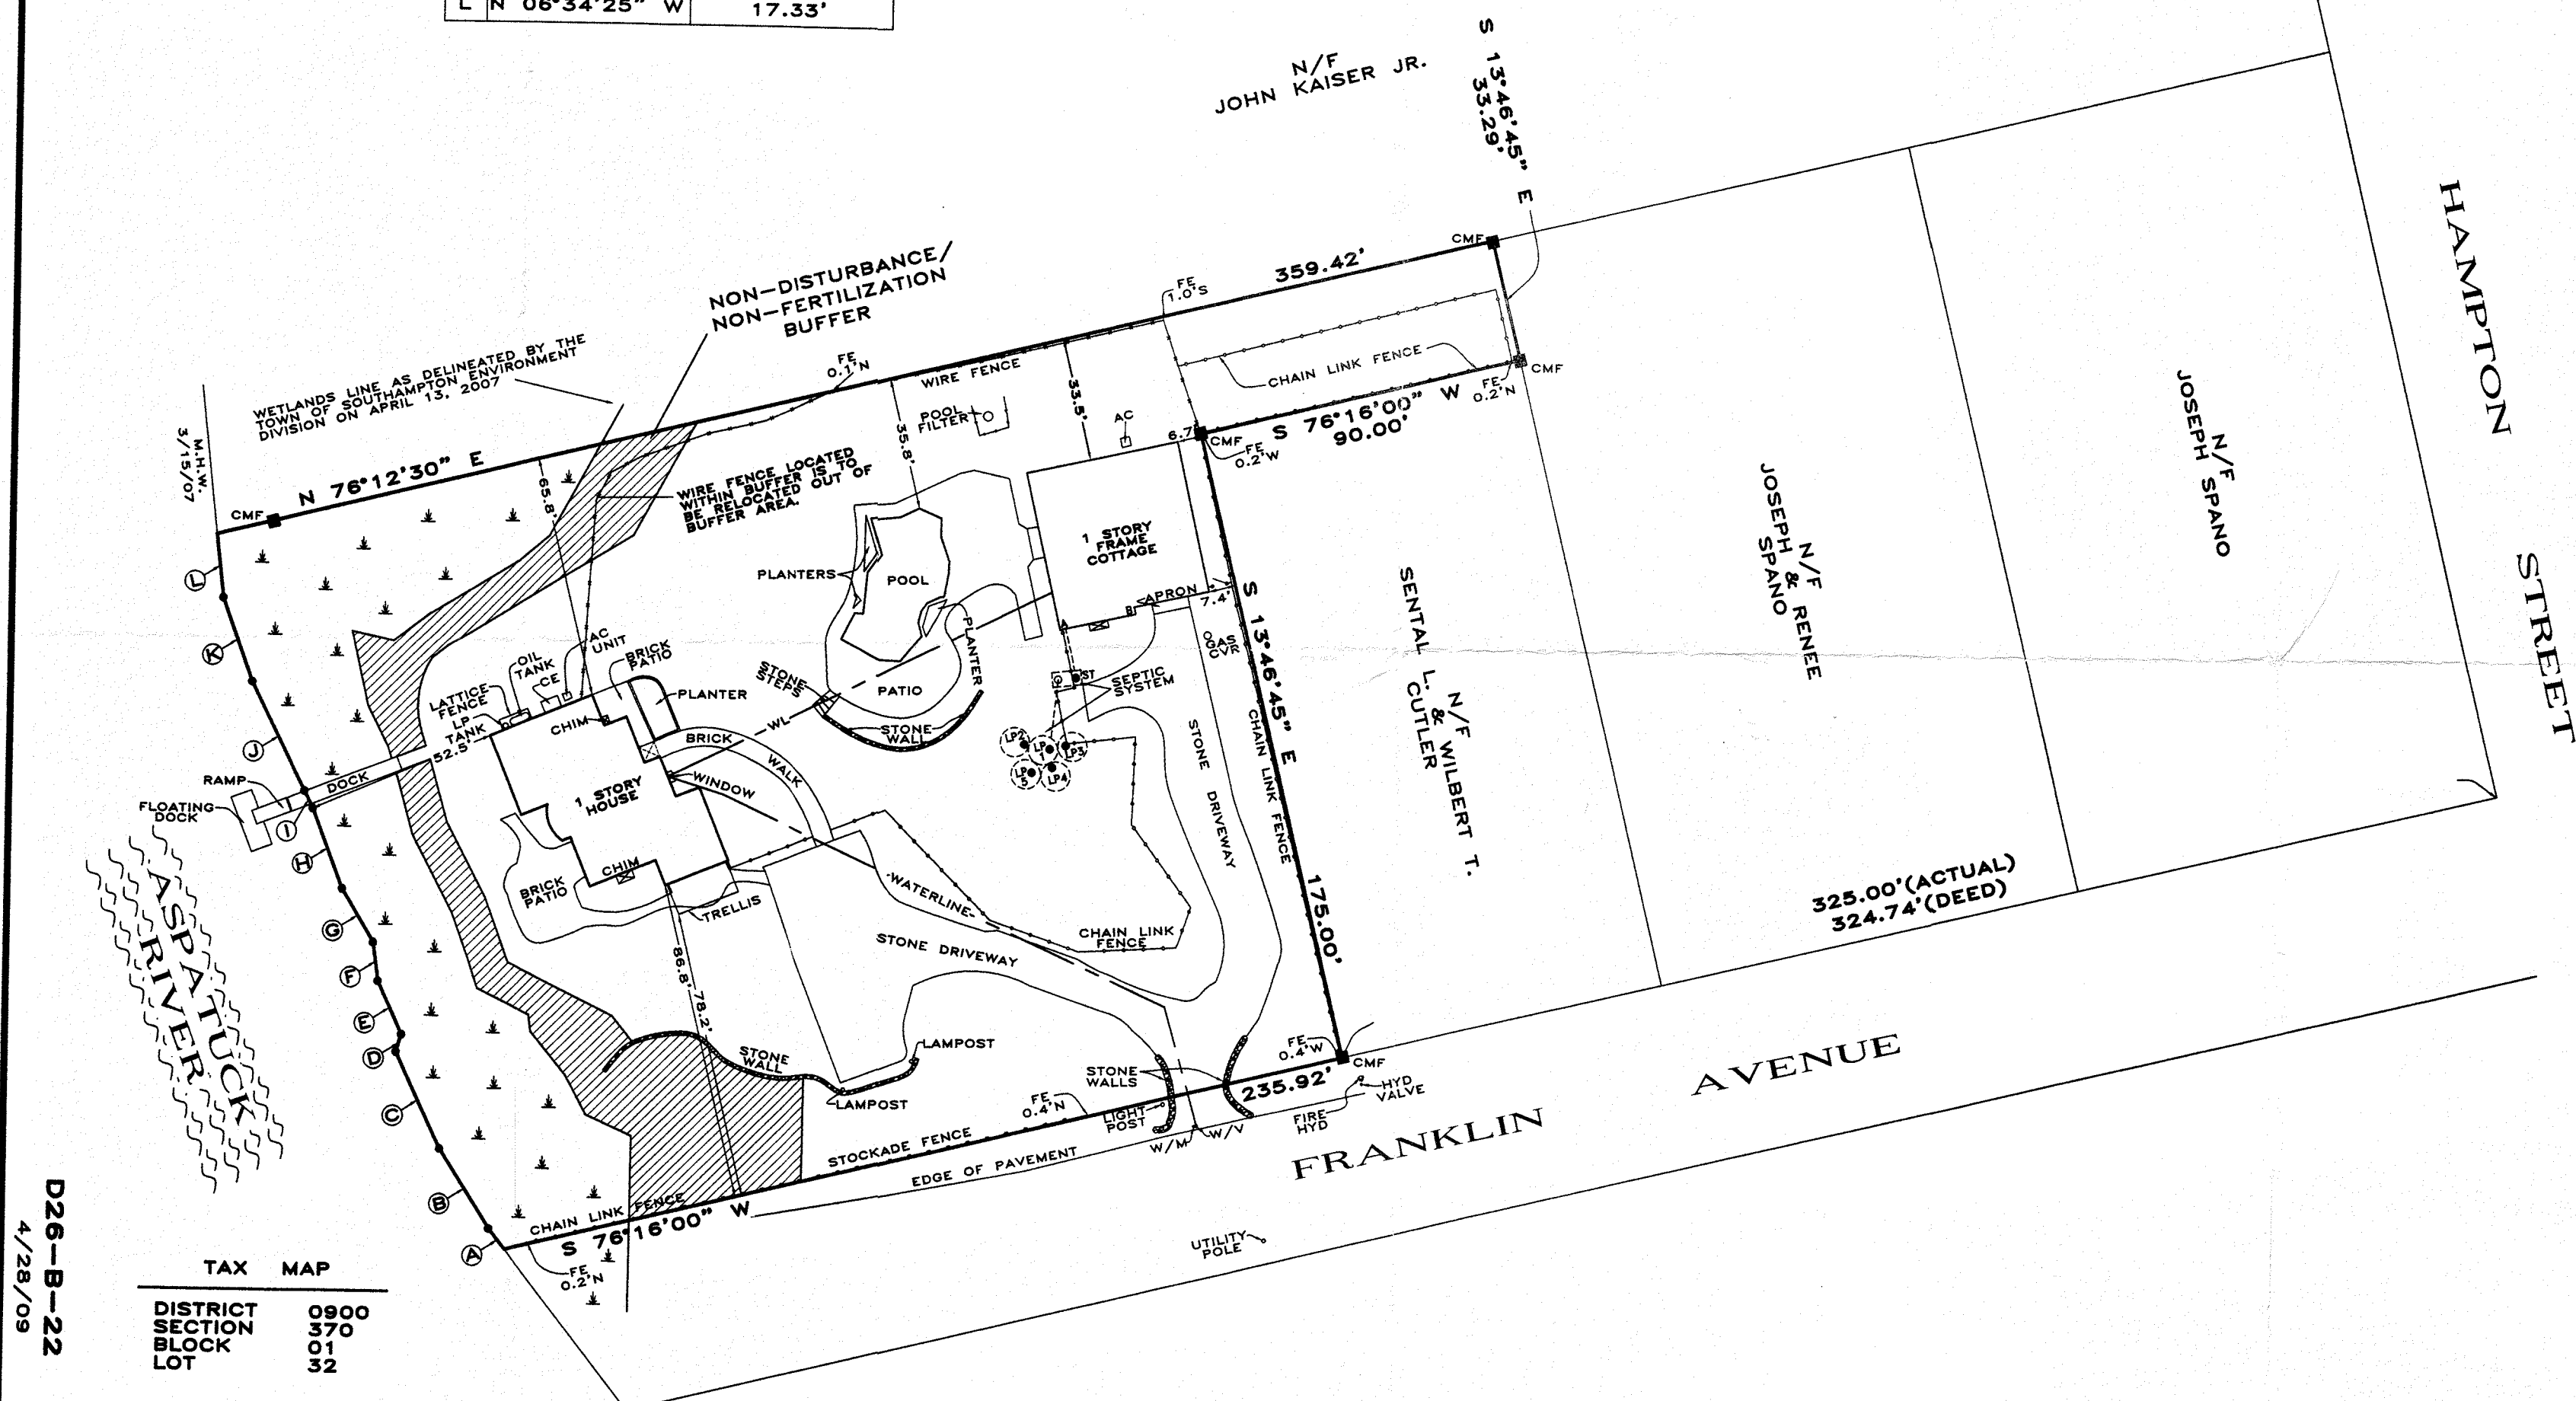 L N 06°34'25" W 17.33'
N/F
JOHN KAISER JR.
S 13°46'45" E
33.29'
HAMPTON STREET
NON-DISTURBANCE/
NON-FERTILIZATION
BUFFER
WETLANDS LINE AS DELINEATED BY THE
TOWN OF SOUTHAMPTON ENVIRONMENT
DIVISION ON APRIL 13, 2007
M.H.W.
3/15/07
CMF
N 76°12'30" E
359.42'
CMF
FE
1.0'S
FE
0.1'N
WIRE FENCE
CHAIN LINK FENCE
FE
0.2'N
CMF
S 76°16'00" W
90.00'
CMF
FE
0.2'W
6.7'
33.5'
35.8'
65.8'
AC
POOL
FILTER
WIRE FENCE LOCATED
WITHIN BUFFER IS TO
BE RELOCATED OUT OF
BUFFER AREA.
1 STORY
FRAME
COTTAGE
PLANTERS
POOL
PLANTER
APRON
7.4'
A
B
S 13°46'45" E
175.00'
CHAIN LINK FENCE
N/F
SENTAL L. & WILBERT T.
CUTLER
N/F
JOSEPH & RENEE
SPANO
N/F
JOSEPH SPANO
325.00'(ACTUAL)
324.74'(DEED)
L
K
J
I
H
G
F
E
D
C
B
A
AC
UNIT
BRICK
PATIO
OIL
TANK
CE
LATTICE
FENCE
LP
TANK
PLANTER
CHIM
STONE
STEPS
PATIO
STONE
WALL
WL
ST
SEPTIC
SYSTEM
LP2
LP
1
LP3
LP
5
LP4
52.5'
DOCK
RAMP
FLOATING
DOCK
BRICK
WALK
WINDOW
1 STORY
HOUSE
CHIM
BRICK
PATIO
TRELLIS
WATERLINE
STONE DRIVEWAY
STONE DRIVEWAY
CHAIN LINK
FENCE
86.8'
78.2'
STONE
WALL
LAMPOST
LAMPOST
STONE
WALLS
FE
0.4'W
CMF
HYD
VALVE
FIRE
HYD
235.92'
FE
0.4'N
LIGHT
POST
W/M
W/V
STOCKADE FENCE
EDGE OF PAVEMENT
CHAIN LINK FENCE
S 76°16'00" W
FE
0.2'N
UTILITY
POLE
FRANKLIN AVENUE
ASPATUCK
RIVER
TAX MAP
DISTRICT 0900
SECTION 370
BLOCK 01
LOT 32
D26-B-22
4/28/09